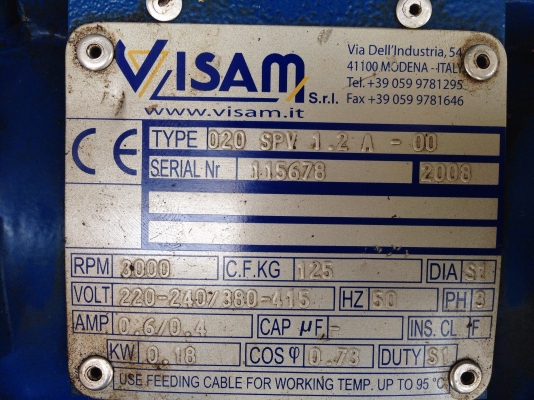 VISAM S.r.l.
www.visam.it
Via Dell'Industria, 54
41100 MODENA - ITALY
Tel. +39 059 9781295
Fax +39 059 9781646
CE
TYPE 020 SPV 1.2 A - 00
SERIAL Nr 115678 2008
RPM 3000 C.F.KG 125 DIA S1
VOLT 220-240/380-415 HZ 50 PH 3
AMP 0.6/0.4 CAP µF - INS. CL F
KW 0.18 COS φ 0.73 DUTY S1
USE FEEDING CABLE FOR WORKING TEMP. UP TO 95 °C